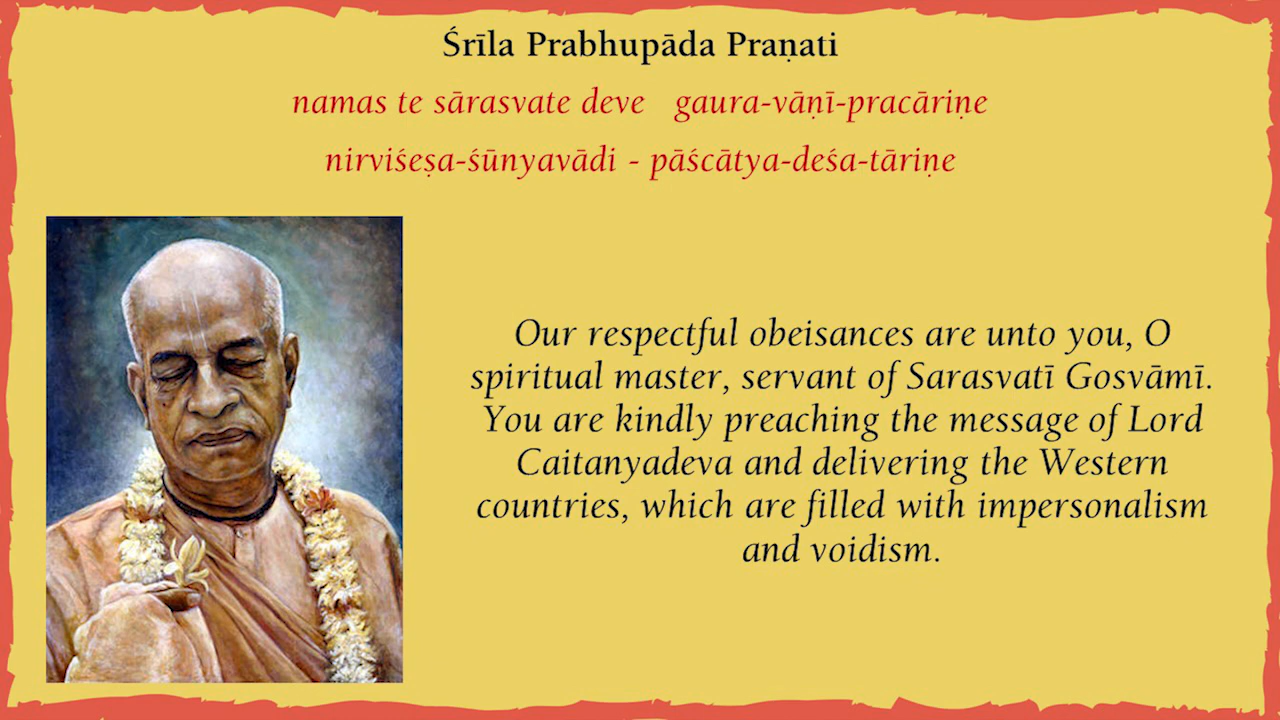 Śrīla Prabhupāda Praṇati
namas te sārasvate deve gaura-vāṇī-pracāriṇe
nirviśeṣa-śūnyavādi - pāścātya-deśa-tāriṇe
Our respectful obeisances are unto you, O
spiritual master, servant of Sarasvatī Gosvāmī.
You are kindly preaching the message of Lord
Caitanyadeva and delivering the Western
countries, which are filled with impersonalism
and voidism.